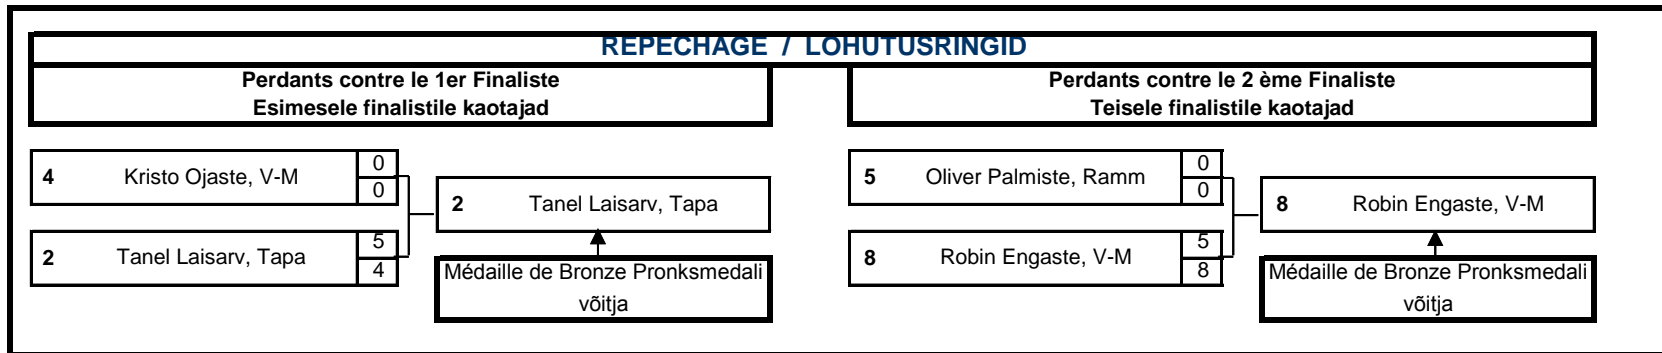 REPECHAGE / LOHUTUSRINGID
Perdants contre le 1er Finaliste
Esimesele finalistile kaotajad
Perdants contre le 2 ème Finaliste
Teisele finalistile kaotajad
4 Kristo Ojaste, V-M 0
0
2 Tanel Laisarv, Tapa
2 Tanel Laisarv, Tapa 5
4
Médaille de Bronze Pronksmedali
võitja
5 Oliver Palmiste, Ramm 0
0
8 Robin Engaste, V-M
8 Robin Engaste, V-M 5
8
Médaille de Bronze Pronksmedali
võitja